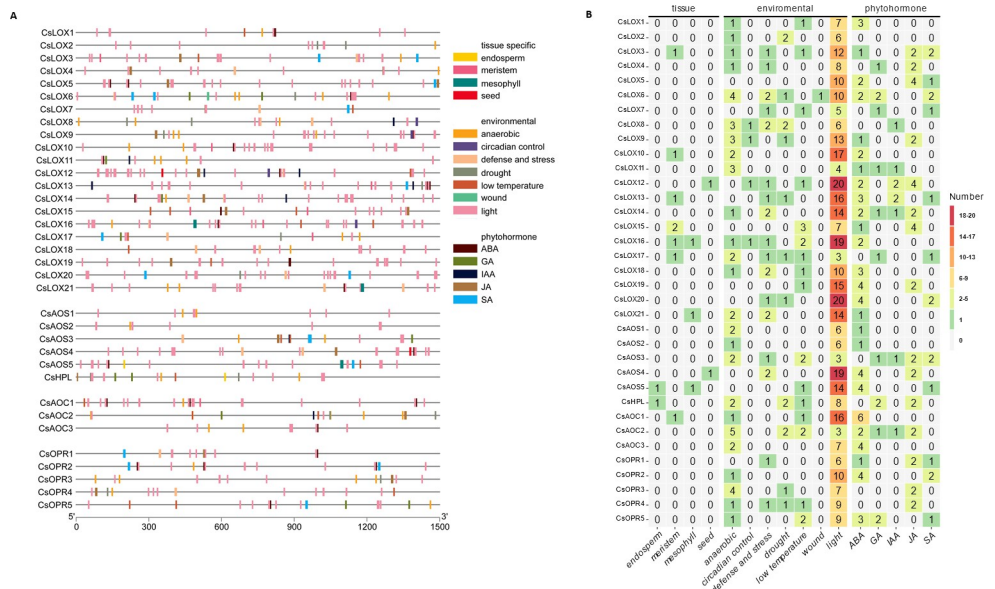 A
CsLOX1
CsLOX2
CsLOX3
CsLOX4
CsLOX5
CsLOX6
CsLOX7
CsLOX8
CsLOX9
CsLOX10
CsLOX11
CsLOX12
CsLOX13
CsLOX14
CsLOX15
CsLOX16
CsLOX17
CsLOX18
CsLOX19
CsLOX20
CsLOX21
CsAOS1
CsAOS2
CsAOS3
CsAOS4
CsAOS5
CsHPL
CsAOC1
CsAOC2
CsAOC3
CsOPR1
CsOPR2
CsOPR3
CsOPR4
CsOPR5
5' 3'
0 300 600 900 1200 1500
tissue specific
endosperm
meristem
mesophyll
seed
environmental
anaerobic
circadian control
defense and stress
drought
low temperature
wound
light
phytohormone
ABA
GA
IAA
JA
SA
B
tissue enviromental phytohormone
CsLOX1 0 0 0 0 1 0 0 0 1 0 7 3 0 0 0 0
CsLOX2 0 0 0 0 1 0 0 2 0 0 6 0 0 0 0 0
CsLOX3 0 1 0 0 1 0 1 0 1 0 12 0 0 0 2 2
CsLOX4 0 0 0 0 1 0 1 0 0 0 8 0 1 0 2 0
CsLOX5 0 0 0 0 0 0 0 0 0 0 10 2 0 0 2 1
CsLOX6 0 0 0 0 4 0 2 1 0 1 10 2 2 0 0 2
CsLOX7 0 0 0 0 0 0 1 0 1 0 5 0 1 0 0 1
CsLOX8 0 0 0 0 3 1 2 2 0 0 6 0 0 1 0 0
CsLOX9 0 0 0 0 3 1 0 1 0 0 13 1 0 0 2 0
CsLOX10 0 1 0 0 2 0 0 0 0 0 17 2 0 0 0 0
CsLOX11 0 0 0 0 3 0 0 0 0 0 4 1 1 1 0 0
CsLOX12 0 0 0 1 0 1 1 0 1 0 20 2 0 2 4 0
CsLOX13 0 1 0 0 0 0 1 1 0 0 16 3 0 2 0 1
CsLOX14 0 0 0 0 1 0 2 0 0 0 14 2 1 1 2 0
CsLOX15 0 2 0 0 0 0 0 0 3 0 7 1 0 0 4 0
CsLOX16 0 1 1 0 1 1 1 0 2 0 19 2 0 0 0 0
CsLOX17 0 1 0 0 2 0 1 1 1 0 3 0 1 0 0 1
CsLOX18 0 0 0 0 1 0 2 0 1 0 10 3 0 0 0 0
CsLOX19 0 0 0 0 0 0 0 0 1 0 15 4 0 0 2 0
CsLOX20 0 0 0 0 0 0 1 1 0 0 20 4 0 0 0 2
CsLOX21 0 0 1 0 2 0 0 0 0 0 14 4 0 0 0 0
CsAOS1 0 0 0 0 2 0 0 0 0 0 6 1 0 0 0 0
CsAOS2 0 0 0 0 1 0 0 0 0 0 6 1 0 0 0 0
CsAOS3 0 0 0 0 2 0 1 0 2 0 3 0 1 1 2 2
CsAOS4 0 0 0 1 0 0 2 0 0 0 19 4 0 0 2 0
CsAOS5 1 0 1 0 0 0 0 0 1 0 14 4 0 0 0 1
CsHPL 1 0 0 0 2 0 0 2 1 0 8 0 2 0 2 0
CsAOC1 0 1 0 0 1 0 0 0 1 0 16 6 0 0 0 0
CsAOC2 0 0 0 0 5 0 0 2 2 0 3 2 1 1 2 0
CsAOC3 0 0 0 0 2 0 0 0 0 0 7 4 0 0 0 0
CsOPR1 0 0 0 0 0 0 1 0 0 0 6 1 0 0 2 1
CsOPR2 0 0 0 0 1 0 0 0 0 0 10 4 0 0 0 2
CsOPR3 0 0 0 0 4 0 0 1 0 0 7 0 0 0 2 0
CsOPR4 0 0 0 0 1 0 1 1 1 0 9 0 0 0 2 0
CsOPR5 0 0 0 0 1 0 0 0 2 0 9 3 2 0 0 1
endosperm meristem mesophyll seed anaerobic circadian control defense and stress drought low temperature wound light ABA GA IAA JA SA
Number
18-20
14-17
10-13
6-9
2-5
1
0